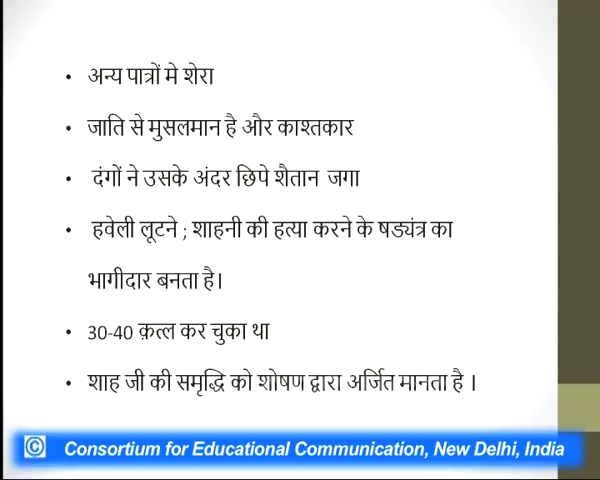 • अन्य पात्रों मे शेरा
• जाति से मुसलमान है और काश्तकार
• दंगों ने उसके अंदर छिपे शैतान जगा
• हवेली लूटने ; शाहनी की हत्या करने के षड्यंत्र का
भागीदार बनता है।
• 30-40 क़त्ल कर चुका था
• शाह जी की समृद्धि को शोषण द्वारा अर्जित मानता है ।
© Consortium for Educational Communication, New Delhi, India